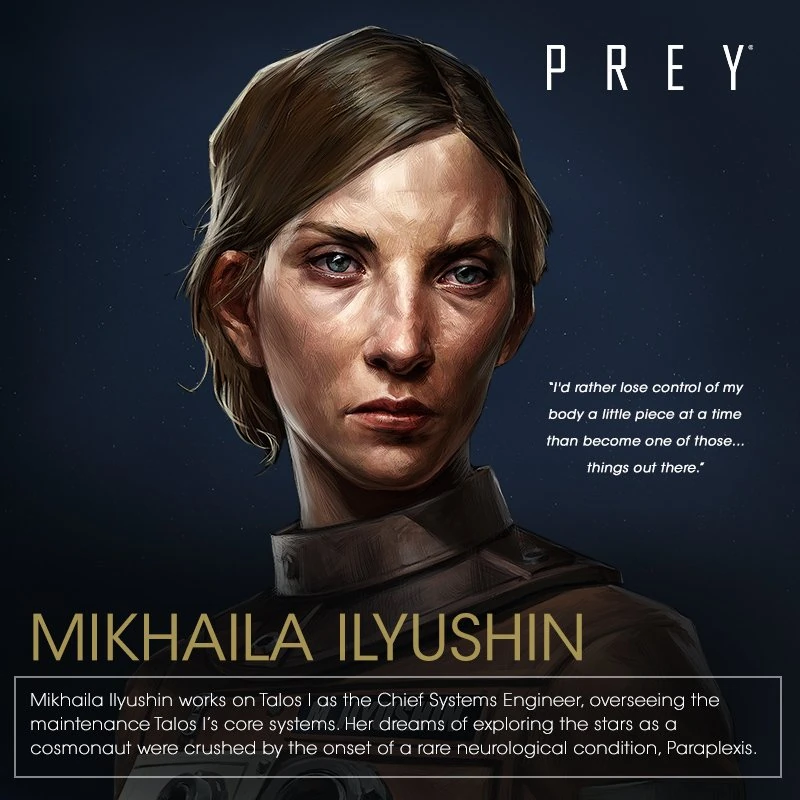 PREY®
"I'd rather lose control of my
body a little piece at a time
than become one of those...
things out there."
MIKHAILA ILYUSHIN
Mikhaila Ilyushin works on Talos I as the Chief Systems Engineer, overseeing the
maintenance Talos I's core systems. Her dreams of exploring the stars as a
cosmonaut were crushed by the onset of a rare neurological condition, Paraplexis.